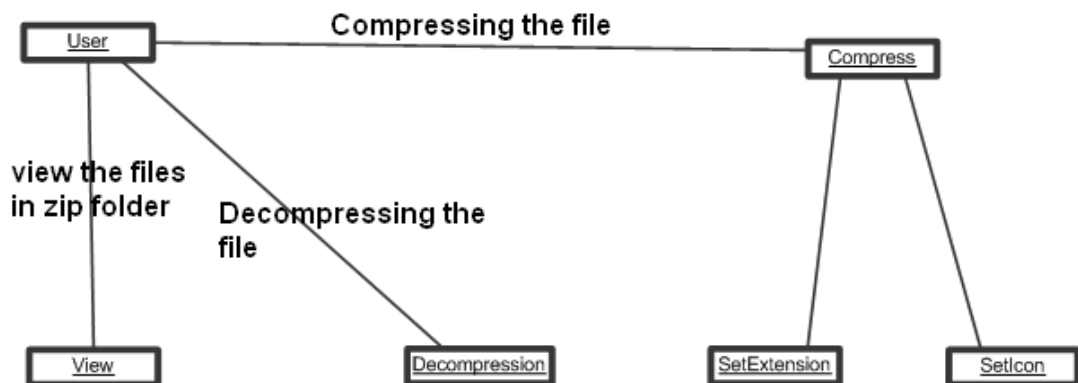 Compressing the file
User
Compress
view the files
in zip folder
Decompressing the
file
View
Decompression
SetExtension
SetIcon